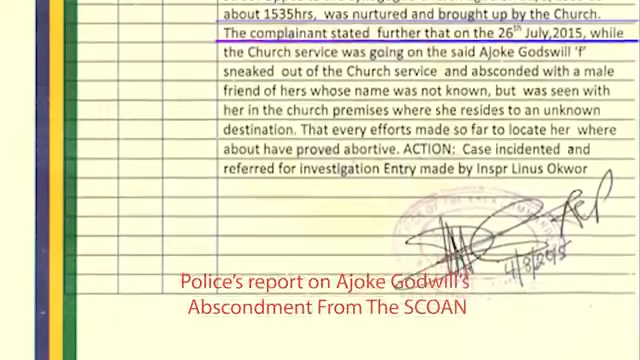 about 1535hrs, was nurtured and brought up by the Church.
The complainant stated further that on the 26th July,2015, while
the Church service was going on the said Ajoke Godswill 'f'
sneaked out of the Church service and absconded with a male
friend of hers whose name was not known, but was seen with
her in the church premises where she resides to an unknown
destination. That every efforts made so far to locate her where
about have proved abortive. ACTION: Case incidented and
referred for investigation Entry made by Inspr Linus Okwor
4/8/2015
Police's report on Ajoke Godwill's
Abscondment From The SCOAN